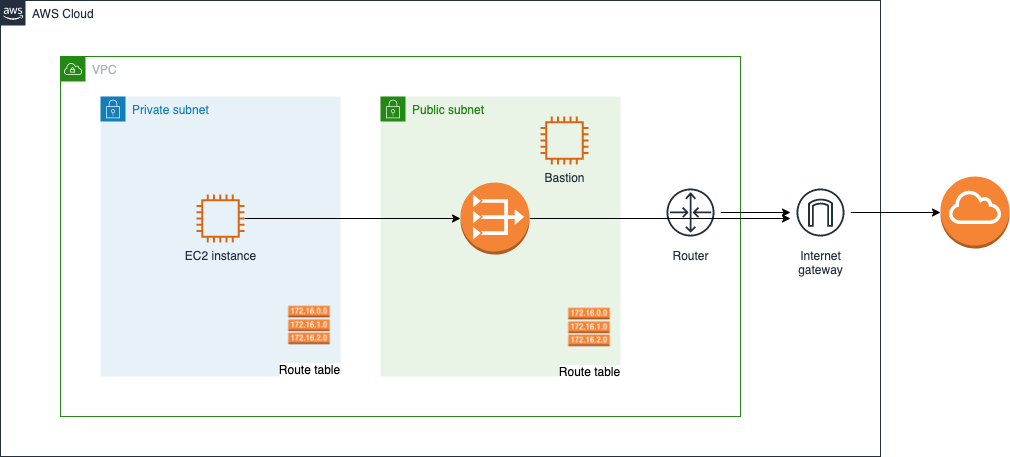 aws
AWS Cloud
VPC
Private subnet
Public subnet
Bastion
EC2 instance
Router
Internet
gateway
172.16.0.0
172.16.1.0
172.16.2.0
Route table
172.16.0.0
172.16.1.0
172.16.2.0
Route table